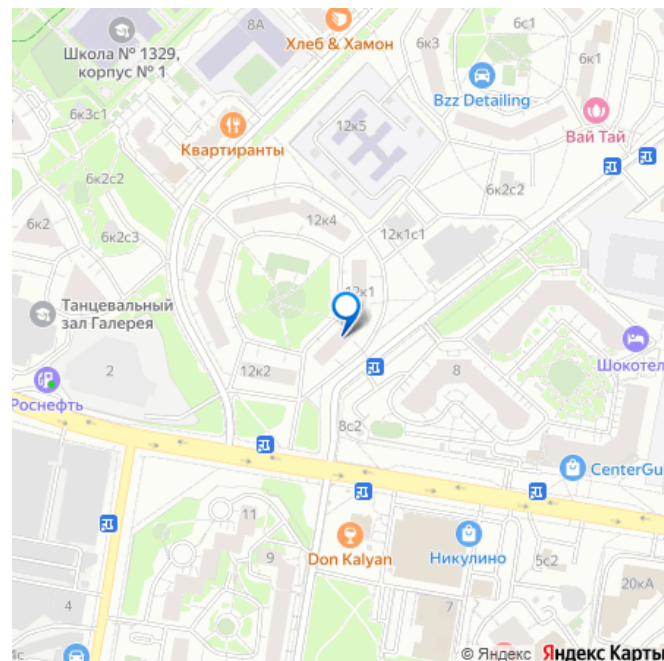 8А
Хлеб & Хамон
Школа № 1329,
корпус № 1
6к3
6с1
6к1
Bzz Detailing
6к3с1
Вай Тай
12к5
Квартиранты
6к2с2
6к2с2
6к2
12к4
6к2с3
12к1с1
12к1
Танцевальный
зал Галерея
Шокотел
2
12к2
8
Роснефть
8с2
CenterGu
11
9
Don Kalyan
Никулино
5с2
20кА
4
7
4с
© Яндекс Яндекс Карты